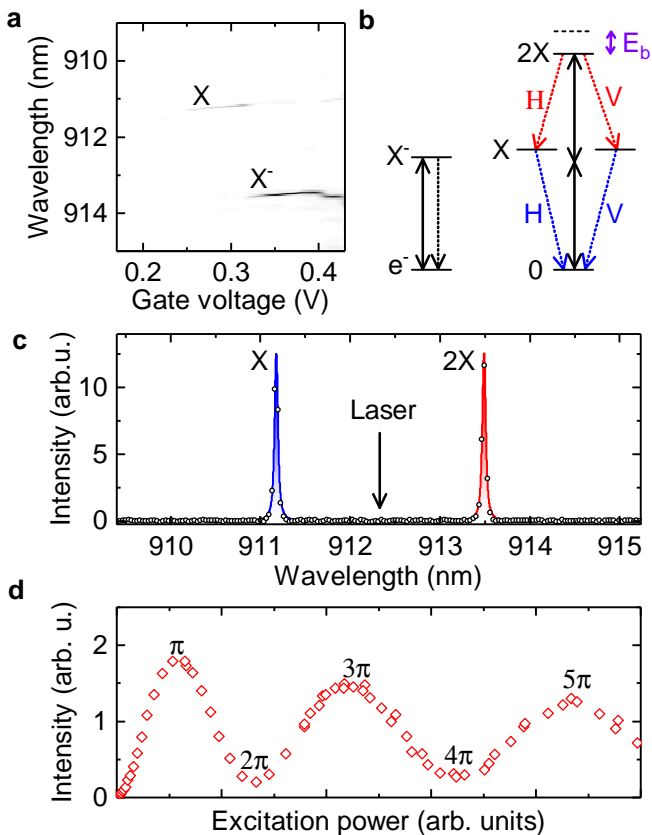 a
Wavelength (nm)
910
912
914
X
X⁻
0.2 0.3 0.4
Gate voltage (V)
b
2X
E_b
H V
X⁻ X
H V
e⁻ 0
c
Intensity (arb.u.)
10
5
0
X
Laser
2X
910 911 912 913 914 915
Wavelength (nm)
d
Intensity (arb. u.)
2
1
0
π
2π
3π
4π
5π
Excitation power (arb. units)